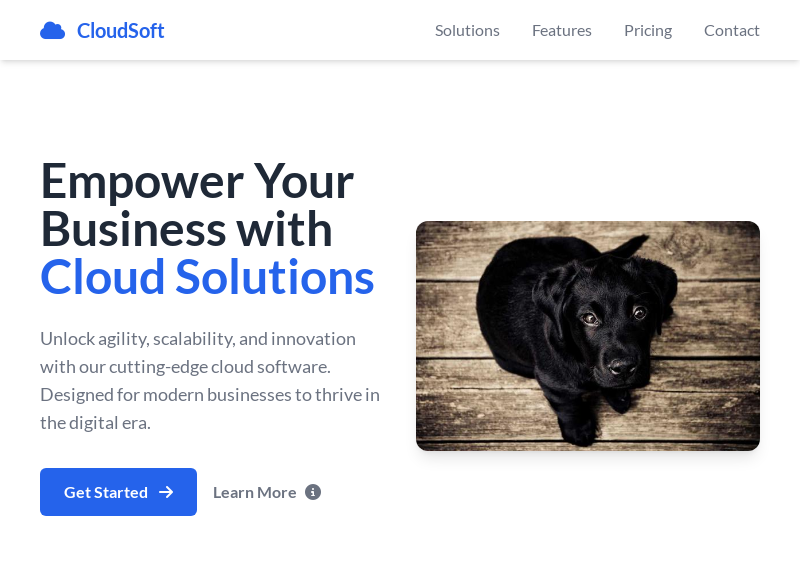 CloudSoft
Solutions
Features
Pricing
Contact
Empower Your
Business with
Cloud Solutions
Unlock agility, scalability, and innovation
with our cutting-edge cloud software.
Designed for modern businesses to thrive in
the digital era.
Get Started
Learn More